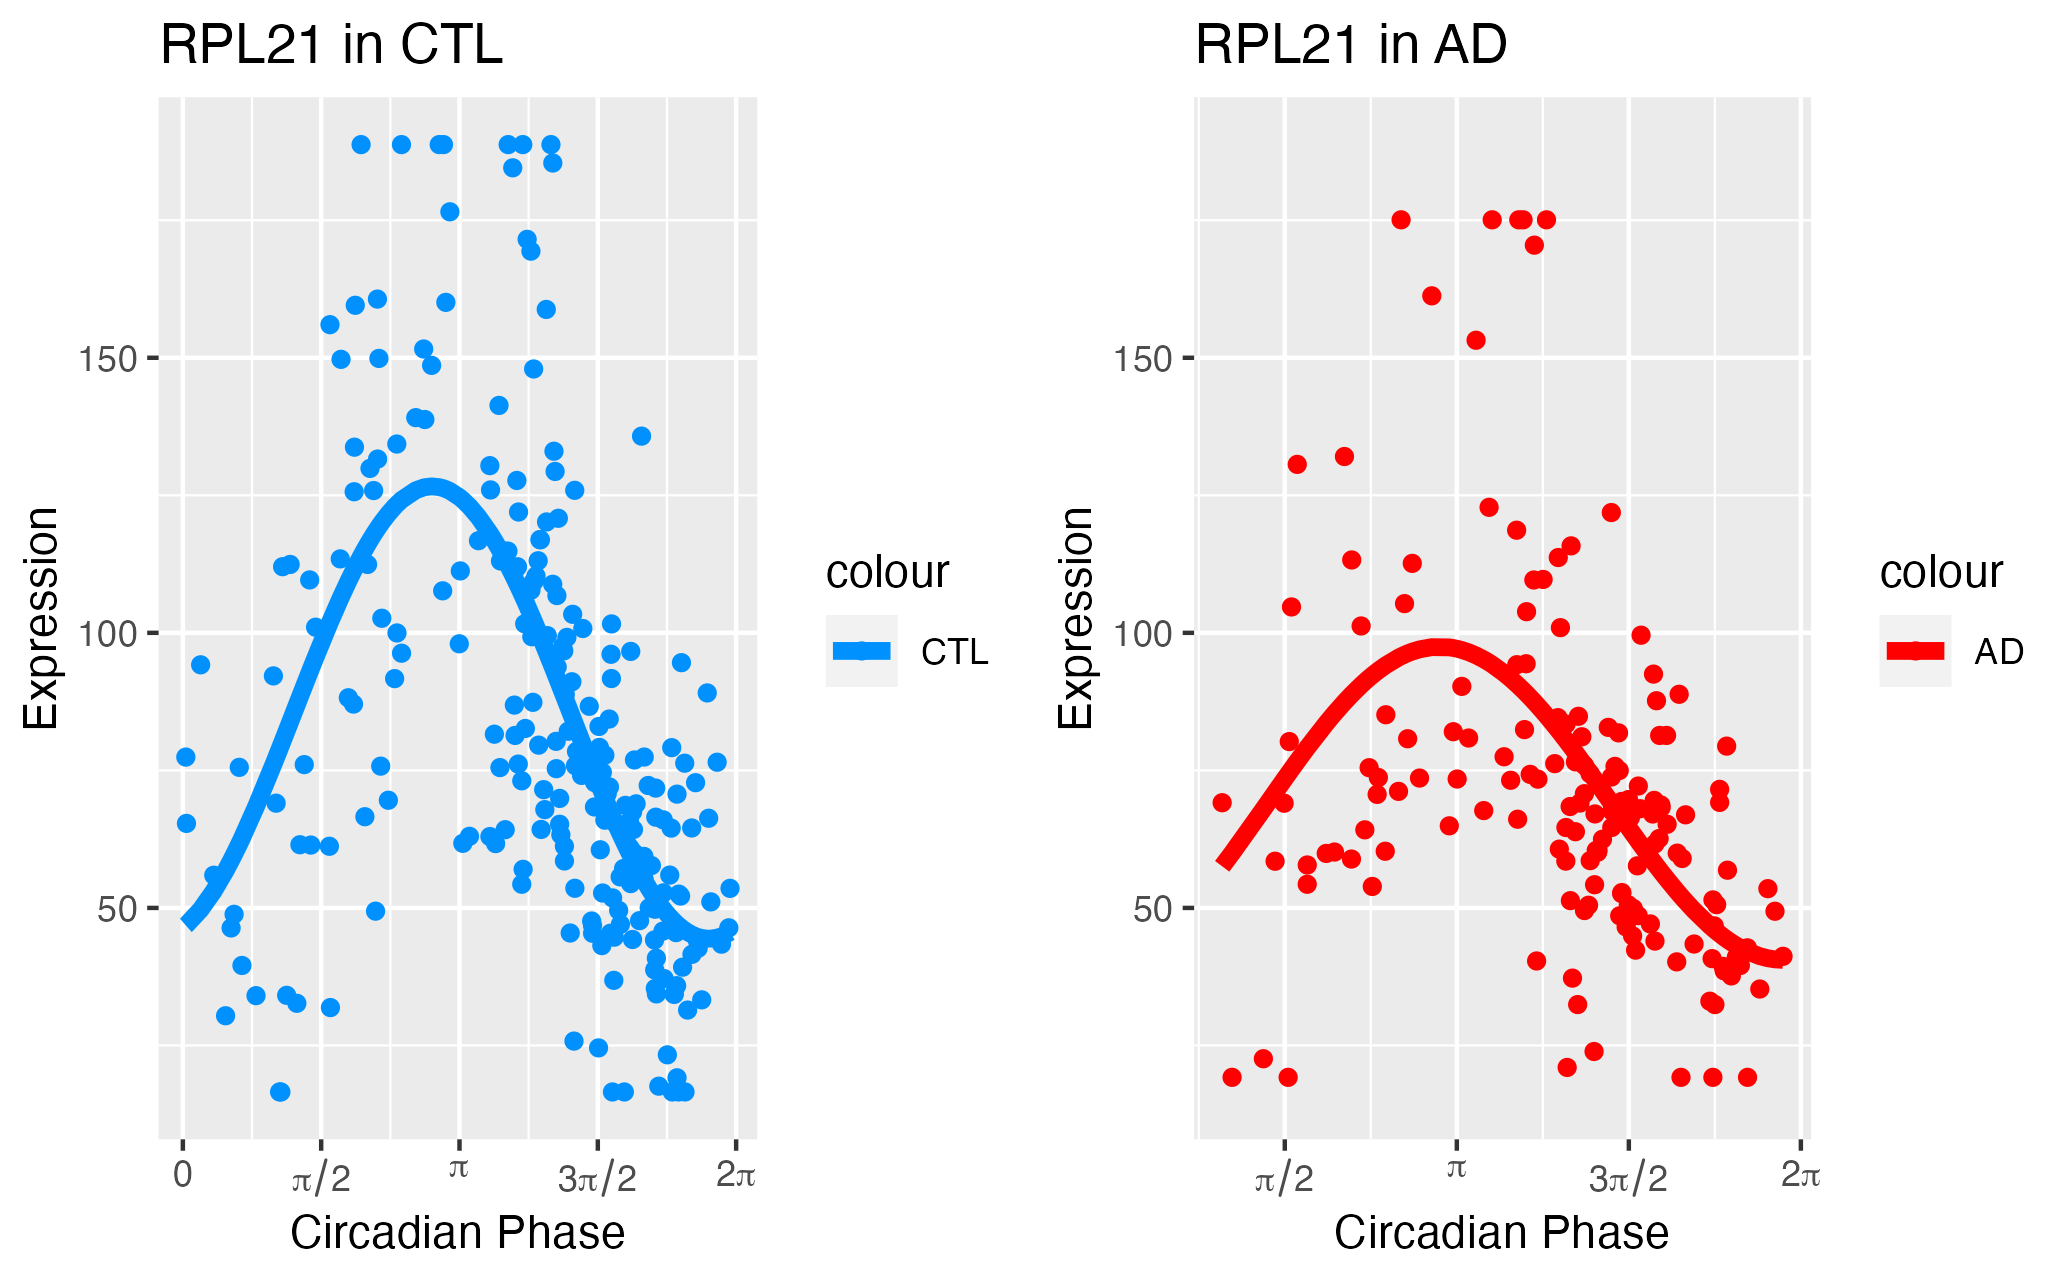 RPL21 in CTL
Expression
150
100
50
0
π/2
π
3π/2
2π
Circadian Phase
colour
CTL
RPL21 in AD
Expression
150
100
50
π/2
π
3π/2
2π
Circadian Phase
colour
AD